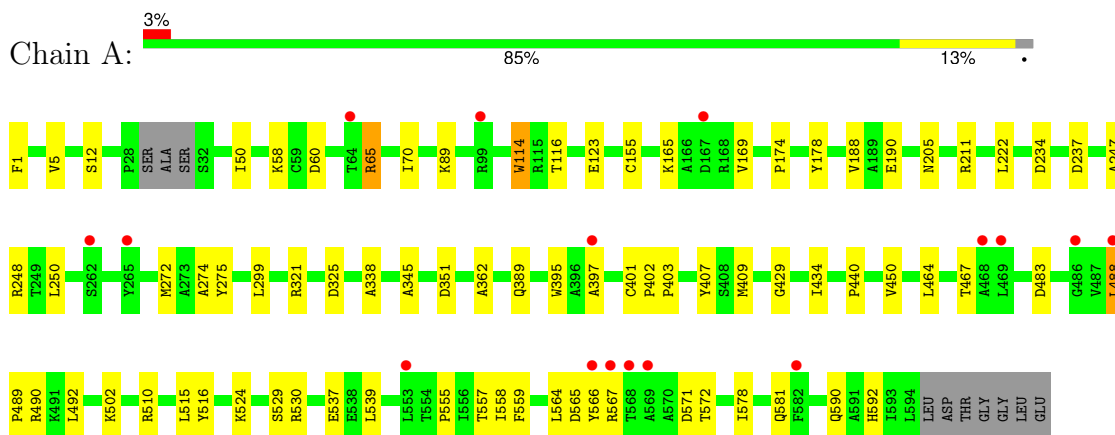 3%
Chain A:
85% 13% •
F1 V5 S12 P28 SER ALA SER S32 I50 K58 C59 D60 T64 R65 I70 K89 R99 W114 R115 T116 E123 C155 K165 A166 D167 R168 V169 P174 Y178 V188 A189 E190 N205 R211 L222 D234 D237 A247
R248 T249 L250 S262 Y265 M272 A273 A274 Y275 L299 R321 D325 A338 A345 D351 A362 Q389 W395 A396 A397 C401 P402 P403 Y407 S408 M409 G429 I434 P440 V450 L464 T467 A468 L469 D483 G486 V487 L488
P489 R490 K491 L492 K502 R510 L515 Y516 K524 S529 R530 E537 E538 L539 L553 T554 P555 I556 T557 I558 F559 L564 D565 Y566 R567 T568 A569 A570 D571 T572 I578 Q581 F582 Q590 A591 H592 I593 L594 LEU ASP THR GLY GLY LEU GLU